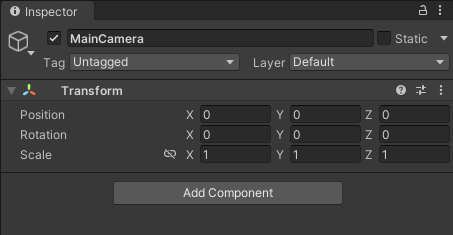 Inspector
MainCamera Static
Tag Untagged Layer Default
Transform
Position X 0 Y 0 Z 0
Rotation X 0 Y 0 Z 0
Scale X 1 Y 1 Z 1
Add Component